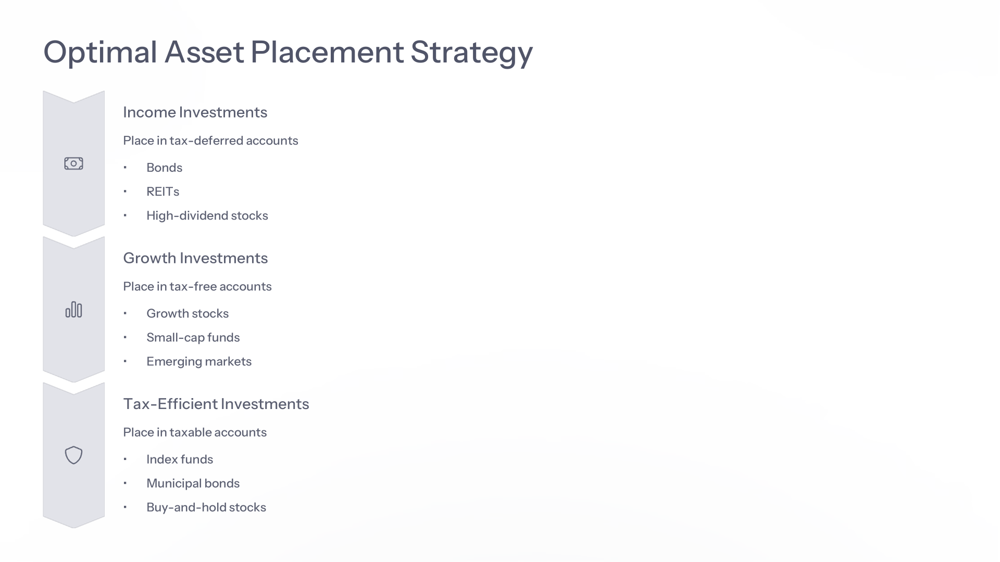 Optimal Asset Placement Strategy
Income Investments
Place in tax-deferred accounts
▪ Bonds
▪ REITs
▪ High-dividend stocks
Growth Investments
Place in tax-free accounts
▪ Growth stocks
▪ Small-cap funds
▪ Emerging markets
Tax-Efficient Investments
Place in taxable accounts
▪ Index funds
▪ Municipal bonds
▪ Buy-and-hold stocks